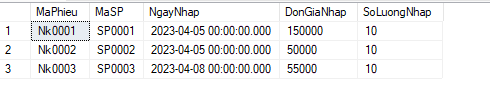 MaPhieu MaSP NgayNhap DonGiaNhap SoLuongNhap
1 Nk0001 SP0001 2023-04-05 00:00:00.000 150000 10
2 Nk0002 SP0002 2023-04-05 00:00:00.000 50000 10
3 Nk0003 SP0003 2023-04-08 00:00:00.000 55000 10